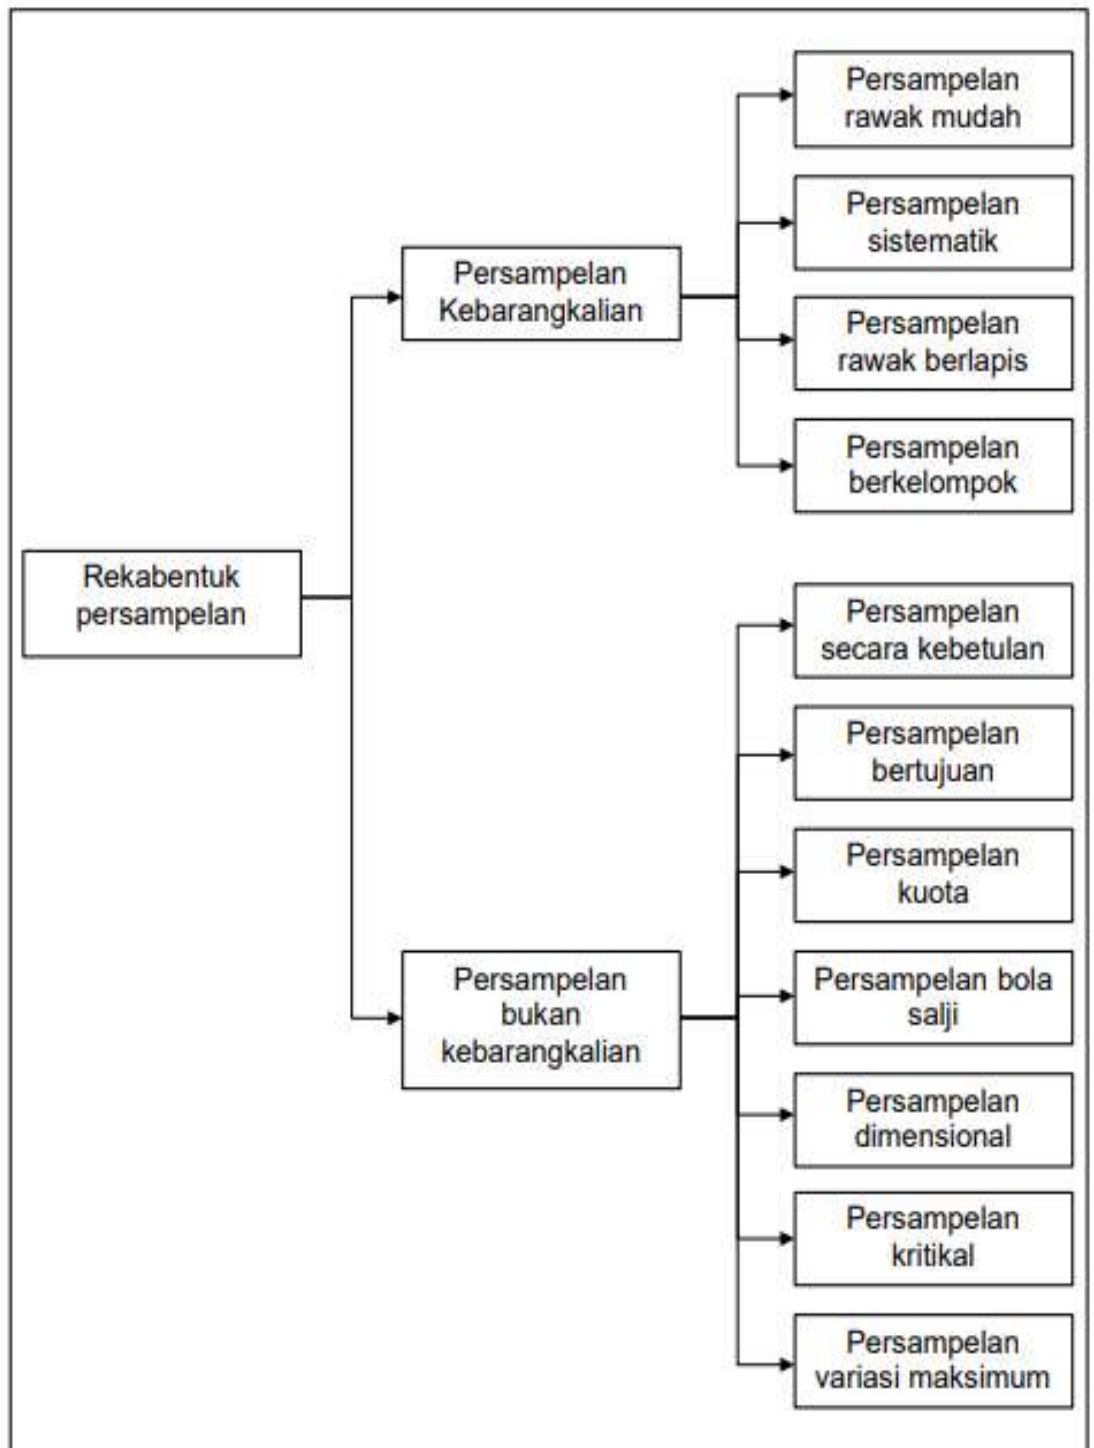 Rekabentuk
persampelan
Persampelan
Kebarangkalian
Persampelan
rawak mudah
Persampelan
sistematik
Persampelan
rawak berlapis
Persampelan
berkelompok
Persampelan
bukan
kebarangkalian
Persampelan
secara kebetulan
Persampelan
bertujuan
Persampelan
kuota
Persampelan bola
salji
Persampelan
dimensional
Persampelan
kritikal
Persampelan
variasi maksimum